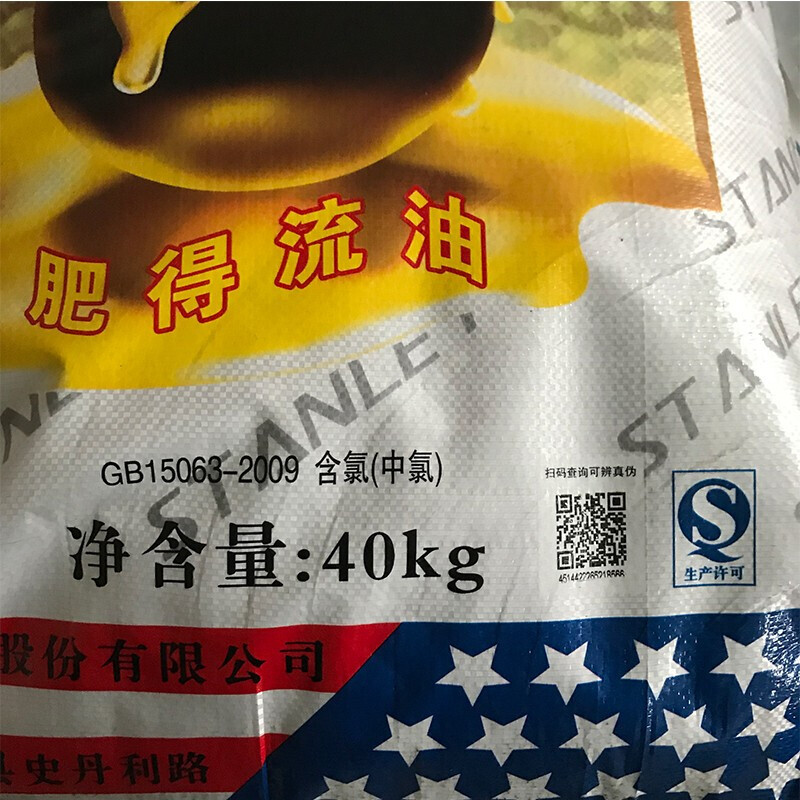 肥得流油
STANLEY
STANLEY
STANLEY
GB15063-2009 含氯(中氯)
扫码查询可辨真伪
净含量:40kg
生产许可
股份有限公司
史丹利路